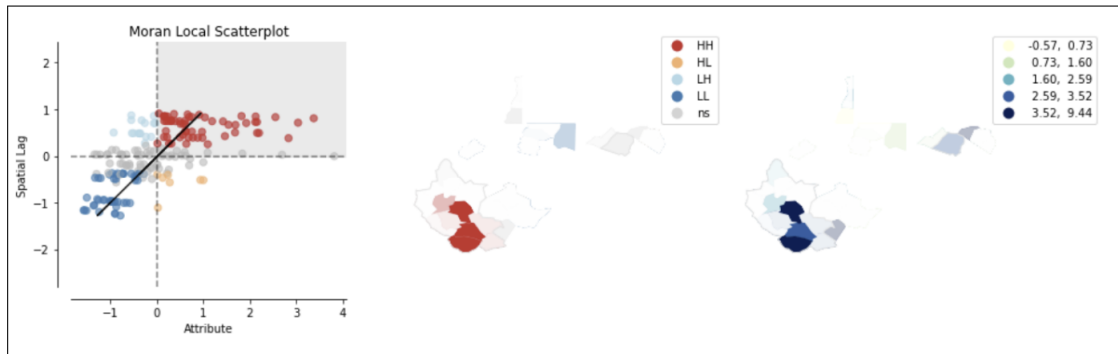 Moran Local Scatterplot
2
1
0
−1
−2
Spatial Lag
−1 0 1 2 3 4
Attribute
HH
HL
LH
LL
ns
-0.57, 0.73
0.73, 1.60
1.60, 2.59
2.59, 3.52
3.52, 9.44